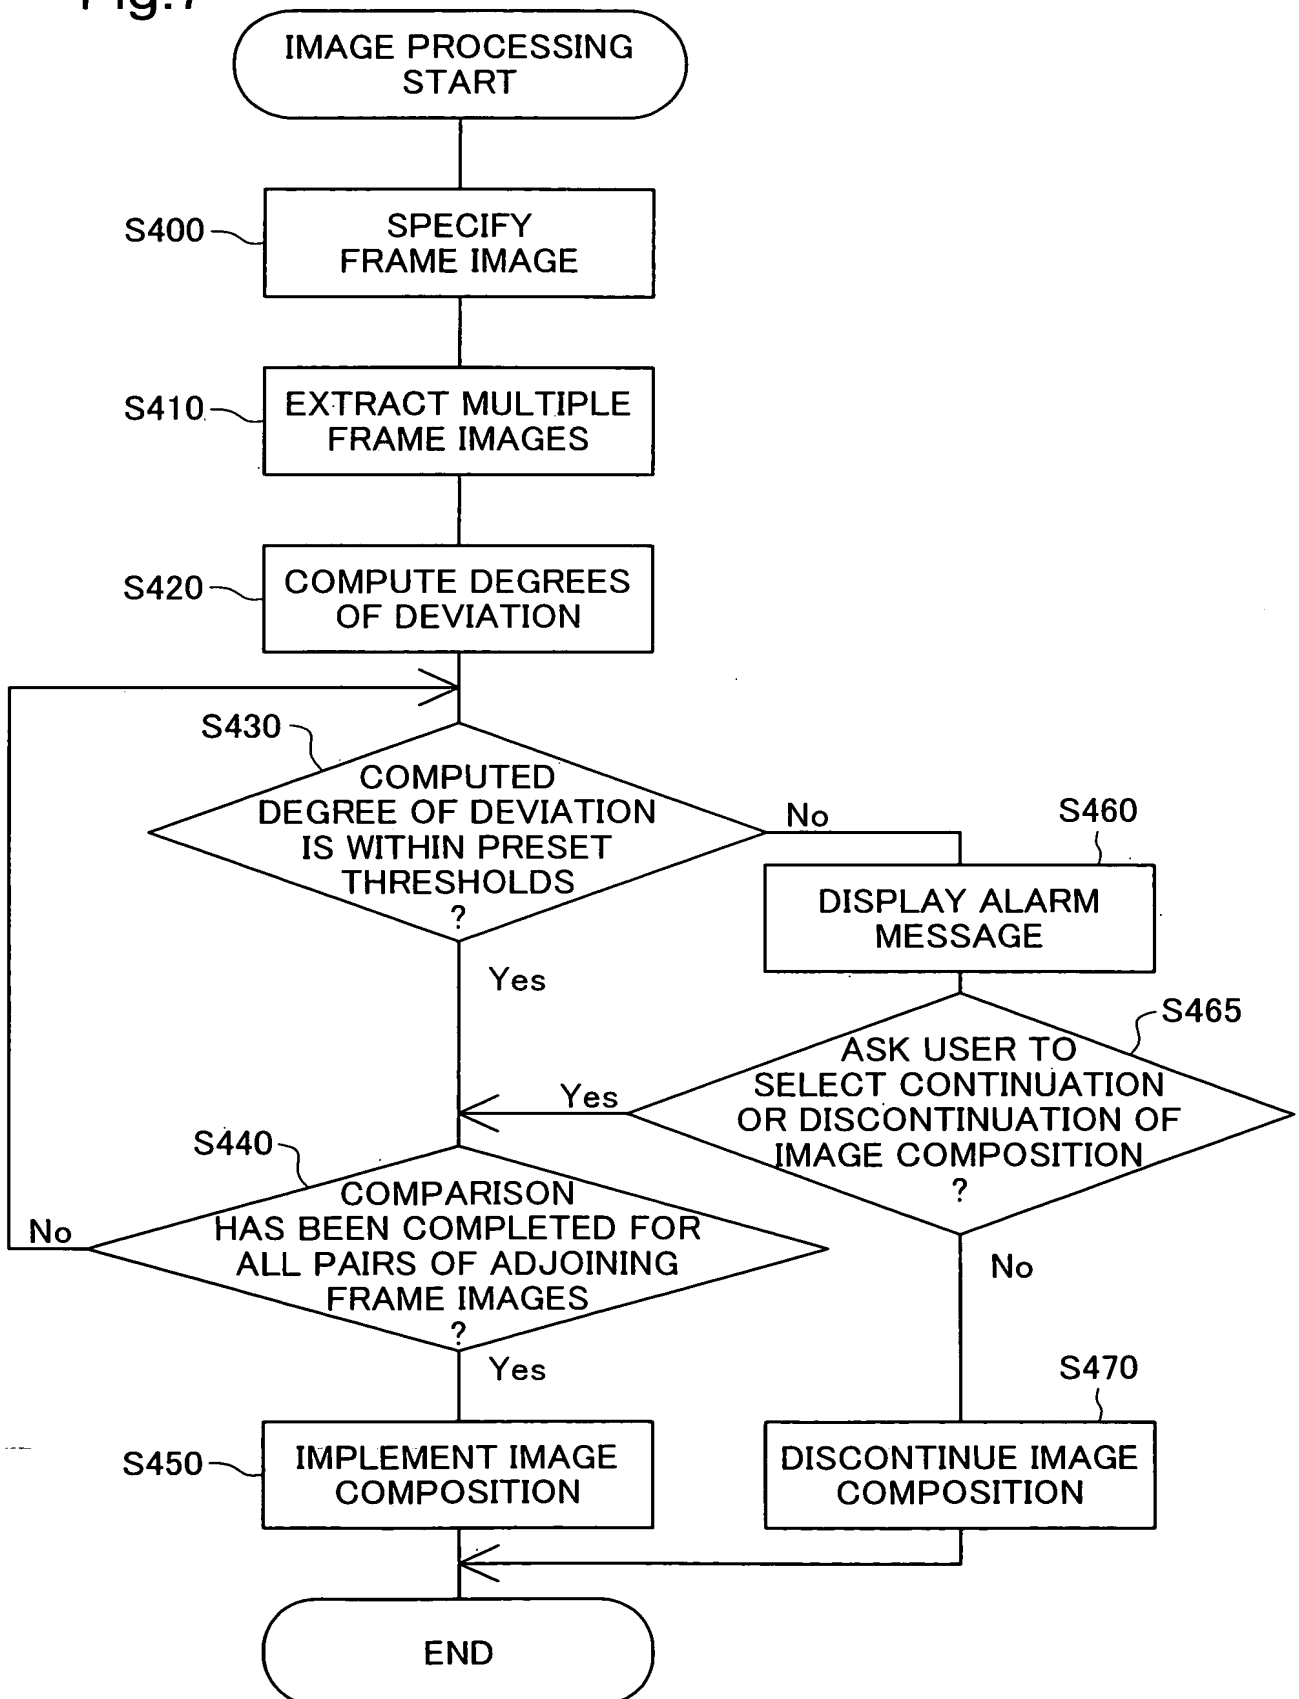 Fig.7
IMAGE PROCESSING
START
S400
SPECIFY
FRAME IMAGE
S410
EXTRACT MULTIPLE
FRAME IMAGES
S420
COMPUTE DEGREES
OF DEVIATION
S430
COMPUTED
DEGREE OF DEVIATION
IS WITHIN PRESET
THRESHOLDS
?
No
Yes
S460
DISPLAY ALARM
MESSAGE
S465
ASK USER TO
SELECT CONTINUATION
OR DISCONTINUATION OF
IMAGE COMPOSITION
?
Yes
No
S440
COMPARISON
HAS BEEN COMPLETED FOR
ALL PAIRS OF ADJOINING
FRAME IMAGES
?
No
Yes
S450
IMPLEMENT IMAGE
COMPOSITION
S470
DISCONTINUE IMAGE
COMPOSITION
END